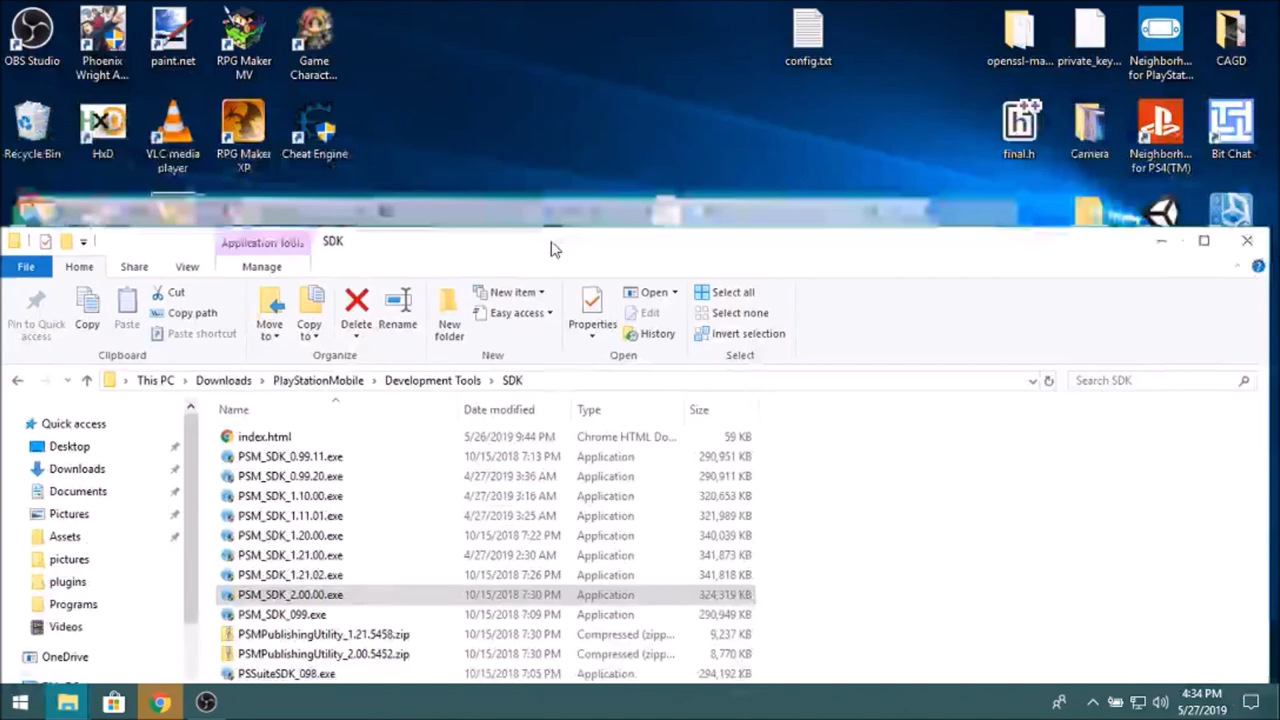 OBS Studio
Phoenix Wright A...
paint.net
RPG Maker MV
Game Charact...
config.txt
openssl-ma...
private_key...
Neighborh... for PlayStat...
CAGD
Recycle Bin
HxD
VLC media player
RPG Maker XP
Cheat Engine
final.h
Camera
Neighborh... for PS4(TM)
Bit Chat
Application Tools
SDK
File
Home
Share
View
Manage
Pin to Quick access
Copy
Paste
Cut
Copy path
Paste shortcut
Move to
Copy to
Delete
Rename
New folder
New item
Easy access
Properties
Open
Edit
History
Select all
Select none
Invert selection
Clipboard
Organize
New
Open
Select
This PC > Downloads > PlayStationMobile > Development Tools > SDK
Search SDK
Quick access
Desktop
Downloads
Documents
Pictures
Assets
pictures
plugins
Programs
Videos
OneDrive
Name Date modified Type Size
index.html 5/26/2019 9:44 PM Chrome HTML Do... 59 KB
PSM_SDK_0.99.11.exe 10/15/2018 7:13 PM Application 290,951 KB
PSM_SDK_0.99.20.exe 4/27/2019 3:36 AM Application 290,911 KB
PSM_SDK_1.10.00.exe 4/27/2019 3:16 AM Application 320,653 KB
PSM_SDK_1.11.01.exe 4/27/2019 3:25 AM Application 321,989 KB
PSM_SDK_1.20.00.exe 10/15/2018 7:22 PM Application 340,039 KB
PSM_SDK_1.21.00.exe 4/27/2019 2:30 AM Application 341,873 KB
PSM_SDK_1.21.02.exe 10/15/2018 7:26 PM Application 341,818 KB
PSM_SDK_2.00.00.exe 10/15/2018 7:30 PM Application 324,319 KB
PSM_SDK_099.exe 10/15/2018 7:09 PM Application 290,949 KB
PSMPublishingUtility_1.21.5458.zip 10/15/2018 7:30 PM Compressed (zipp... 9,237 KB
PSMPublishingUtility_2.00.5452.zip 10/15/2018 7:30 PM Compressed (zipp... 8,770 KB
PSSuiteSDK_098.exe 10/15/2018 7:05 PM Application 294,192 KB
4:34 PM
5/27/2019